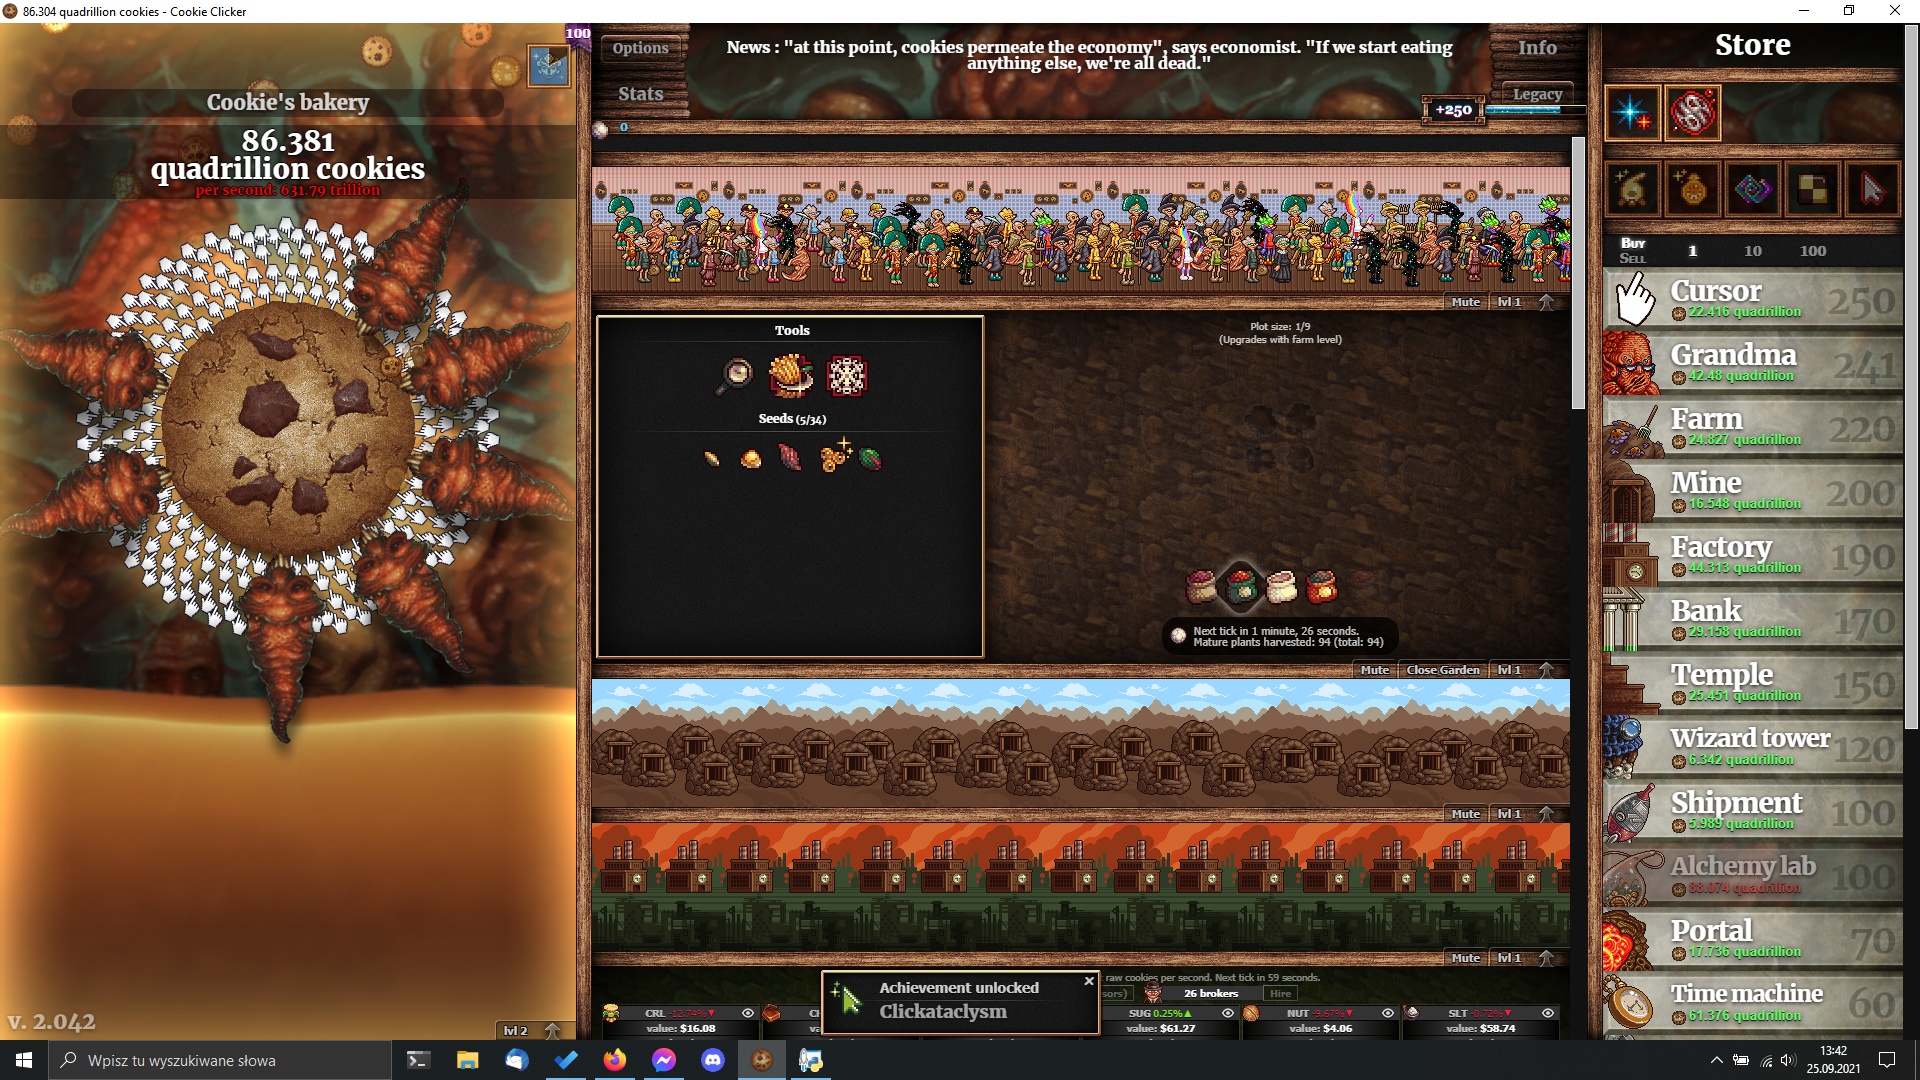 86.304 quadrillion cookies - Cookie Clicker
100
Options
Stats
News : "at this point, cookies permeate the economy", says economist. "If we start eating
anything else, we're all dead."
Info
+250
Legacy
0
Cookie's bakery
86.381
quadrillion cookies
per second: 631.79 trillion
v. 2.042
lvl 2
Mute
lvl 1
Tools
Seeds (5/34)
Plot size: 1/9
(Upgrades with farm level)
Next tick in 1 minute, 26 seconds.
Mature plants harvested: 94 (total: 94)
Mute
Close Garden
lvl 1
Mute
lvl 1
Mute
lvl 1
raw cookies per second. Next tick in 59 seconds.
26 brokers
Hire
CRL -12.74% ▼
value: $16.08
SUG 0.25% ▲
value: $61.27
NUT -9.67% ▼
value: $4.06
SLT -0.72% ▼
value: $58.74
Achievement unlocked
Clickataclysm
Store
Buy
Sell
1
10
100
Cursor
22.416 quadrillion
250
Grandma
42.48 quadrillion
241
Farm
24.827 quadrillion
220
Mine
16.548 quadrillion
200
Factory
44.313 quadrillion
190
Bank
29.158 quadrillion
170
Temple
25.451 quadrillion
150
Wizard tower
6.342 quadrillion
120
Shipment
5.989 quadrillion
100
Alchemy lab
88.074 quadrillion
100
Portal
17.736 quadrillion
70
Time machine
61.376 quadrillion
60
Wpisz tu wyszukiwane słowa
13:42
25.09.2021